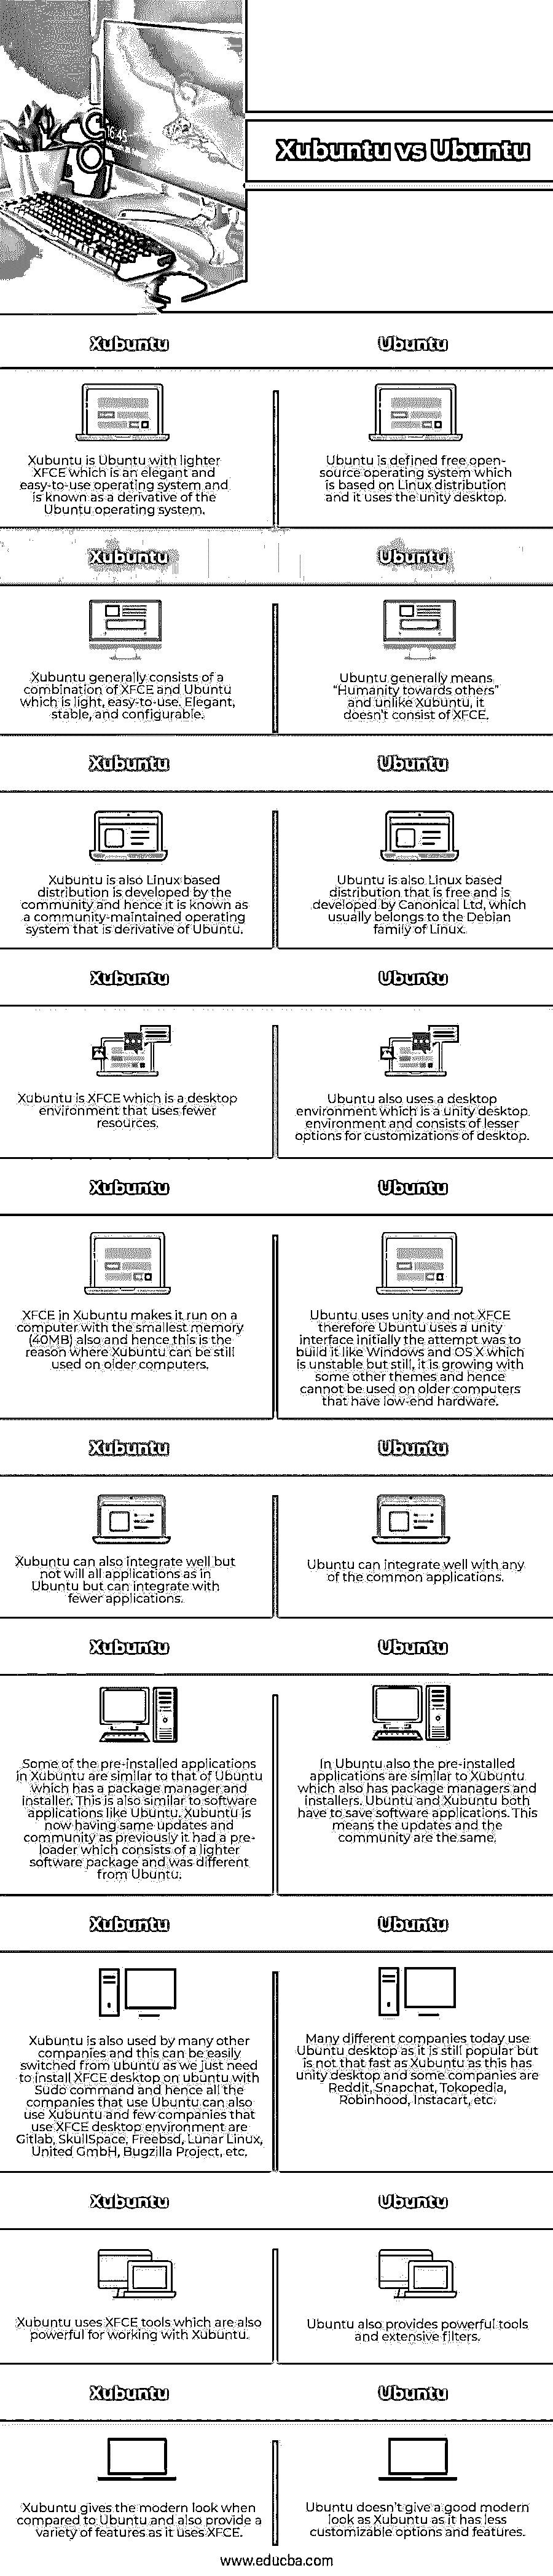 16:45
Xubuntu vs Ubuntu
Xubuntu
Ubuntu
Xubuntu is Ubuntu with lighter
XFCE which is an elegant and
easy-to-use operating system and
is known as a derivative of the
Ubuntu operating system.
Ubuntu is defined free open-
source operating system which
is based on Linux distribution
and it uses the unity desktop.
Xubuntu
Ubuntu
Xubuntu generally consists of a
combination of XFCE and Ubuntu
which is light, easy-to-use. Elegant,
stable, and configurable.
Ubuntu generally means
"Humanity towards others"
and unlike Xubuntu, it
doesn't consist of XFCE.
Xubuntu
Ubuntu
Xubuntu is also Linux based
distribution is developed by the
community and hence it is known as
a community-maintained operating
system that is derivative of Ubuntu.
Ubuntu is also Linux based
distribution that is free and is
developed by Canonical Ltd, which
usually belongs to the Debian
family of Linux.
Xubuntu
Ubuntu
Xubuntu is XFCE which is a desktop
environment that uses fewer
resources.
Ubuntu also uses a desktop
environment which is a unity desktop
environment and consists of lesser
options for customizations of desktop.
Xubuntu
Ubuntu
XFCE in Xubuntu makes it run on a
computer with the smallest memory
(40MB) also and hence this is the
reason where Xubuntu can be still
used on older computers.
Ubuntu uses unity and not XFCE
therefore Ubuntu uses a unity
interface initially the attempt was to
build it like Windows and OS X which
is unstable but still, it is growing with
some other themes and hence
cannot be used on older computers
that have low-end hardware.
Xubuntu
Ubuntu
Xubuntu can also integrate well but
not will all applications as in
Ubuntu but can integrate with
fewer applications.
Ubuntu can integrate well with any
of the common applications.
Xubuntu
Ubuntu
Some of the pre-installed applications
in Xubuntu are similar to that of Ubuntu
which has a package manager and
installer. This is also similar to software
applications like Ubuntu. Xubuntu is
now having same updates and
community as previously it had a pre-
loader which consists of a lighter
software package and was different
from Ubuntu.
In Ubuntu also the pre-installed
applications are similar to Xubuntu
which also has package managers and
installers. Ubuntu and Xubuntu both
have to save software applications. This
means the updates and the
community are the same.
Xubuntu
Ubuntu
Xubuntu is also used by many other
companies and this can be easily
switched from ubuntu as we just need
to install XFCE desktop on ubuntu with
Sudo command and hence all the
companies that use Ubuntu can also
use Xubuntu and few companies that
use XFCE desktop environment are
Gitlab, SkullSpace, Freebsd, Lunar Linux,
United GmbH, Bugzilla Project, etc.
Many different companies today use
Ubuntu desktop as it is still popular but
is not that fast as Xubuntu as this has
unity desktop and some companies are
Reddit, Snapchat, Tokopedia,
Robinhood, Instacart, etc.
Xubuntu
Ubuntu
Xubuntu uses XFCE tools which are also
powerful for working with Xubuntu.
Ubuntu also provides powerful tools
and extensive filters.
Xubuntu
Ubuntu
Xubuntu gives the modern look when
compared to Ubuntu and also provide a
variety of features as it uses XFCE.
Ubuntu doesn't give a good modern
look as Xubuntu as it has less
customizable options and features.
www.educba.com